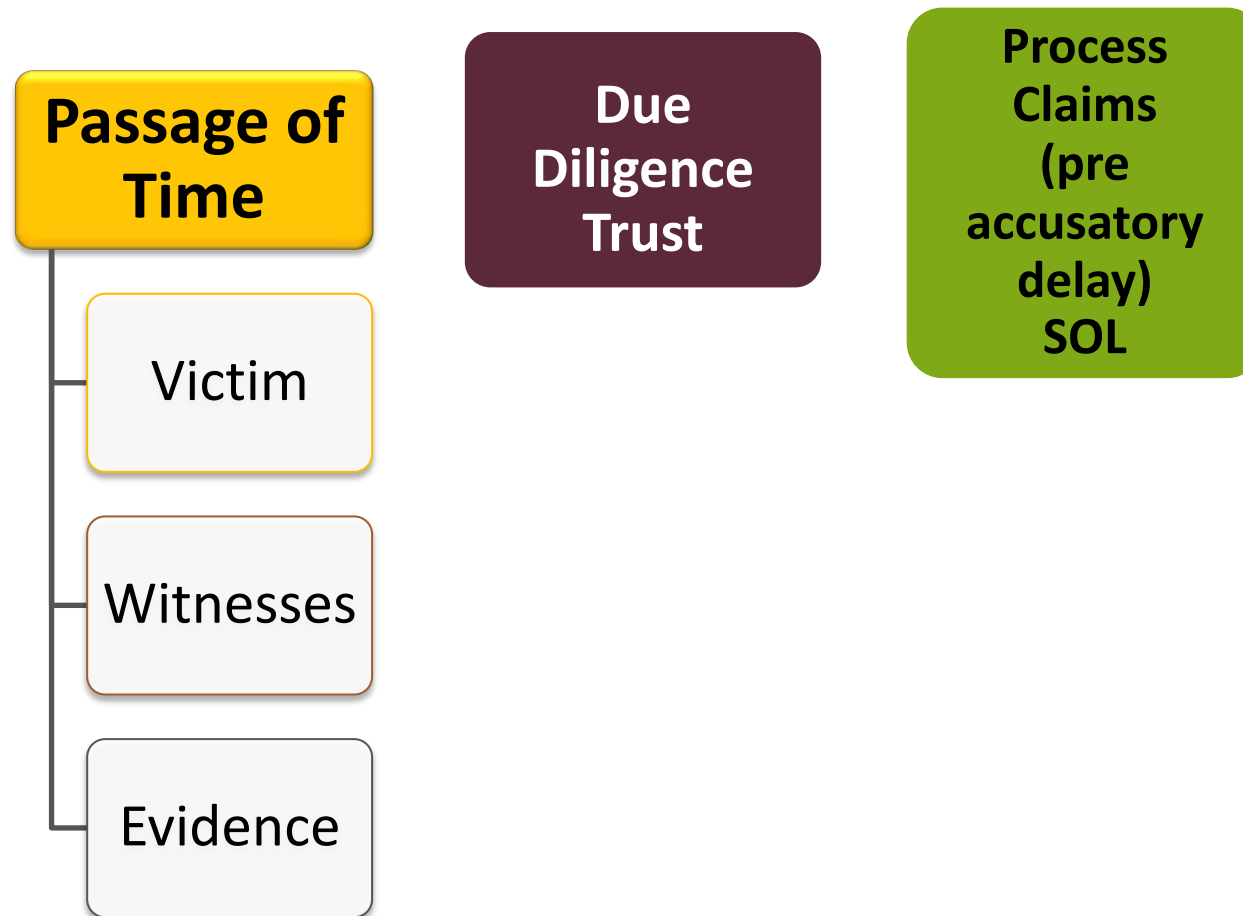 Passage of
Time
Victim
Witnesses
Evidence
Due
Diligence
Trust
Process
Claims
(pre
accusatory
delay)
SOL